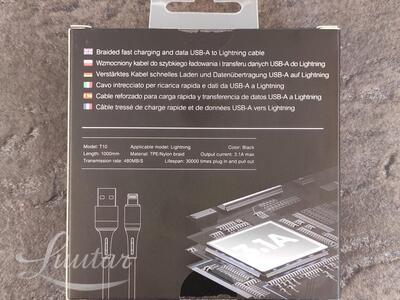 Braided fast charging and data USB-A to Lightning cable
Wzmocniony kabel do szybkiego ładowania i transferu danych USB-A do Lightning
Verstärktes Kabel schnelles Laden und Datenübertragung USB-A auf Lightning
Cavo intrecciato per ricarica rapida e dati da USB-A a Lightning
Cable reforzado para carga rápida y transferencia de datos USB-A a Lightning
Câble tressé de charge rapide et de données USB-A vers Lightning
Model: T10 Applicable model: Lightning Color: Black
Length: 1000mm Material: TPE/Nylon braid Output current: 3.1A max
Transmission rate: 480MB/S Lifespan: 30000 times plug in and pull out
3.1A
Luutar